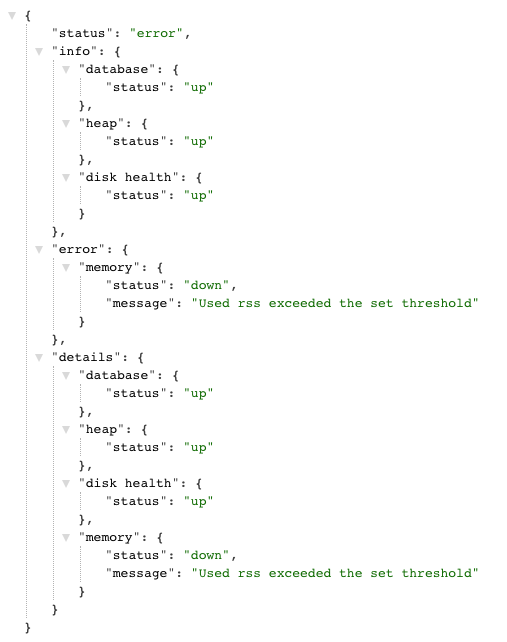 {
"status": "error",
"info": {
"database": {
"status": "up"
},
"heap": {
"status": "up"
},
"disk health": {
"status": "up"
}
},
"error": {
"memory": {
"status": "down",
"message": "Used rss exceeded the set threshold"
}
},
"details": {
"database": {
"status": "up"
},
"heap": {
"status": "up"
},
"disk health": {
"status": "up"
},
"memory": {
"status": "down",
"message": "Used rss exceeded the set threshold"
}
}
}